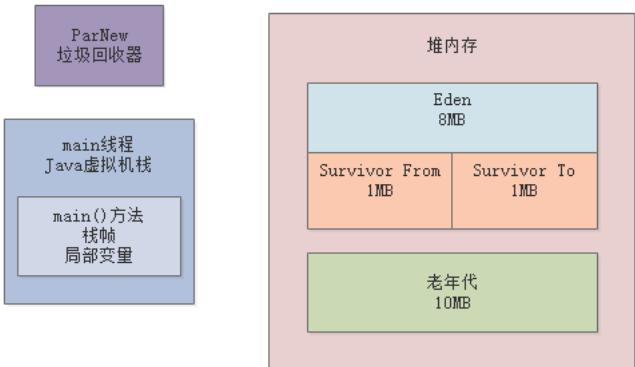 ParNew
垃圾回收器
main线程
Java虚拟机栈
main()方法
栈帧
局部变量
堆内存
Eden
8MB
Survivor From
1MB
Survivor To
1MB
老年代
10MB